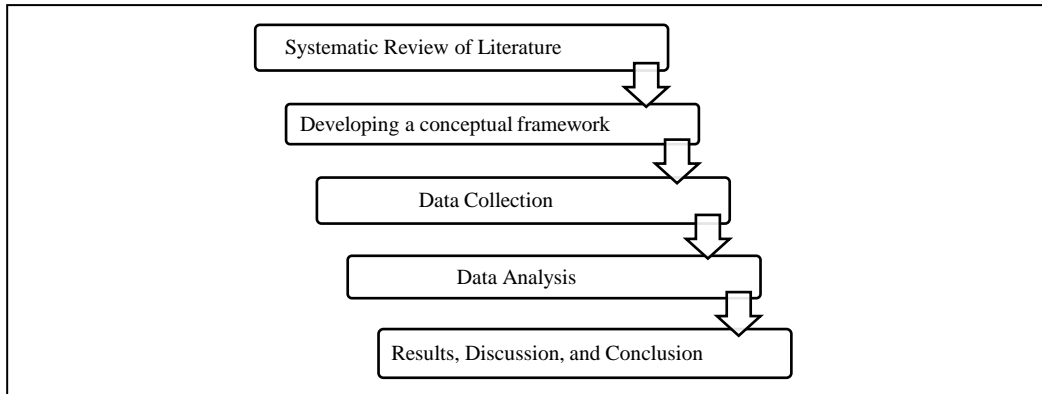 Systematic Review of Literature
Developing a conceptual framework
Data Collection
Data Analysis
Results, Discussion, and Conclusion